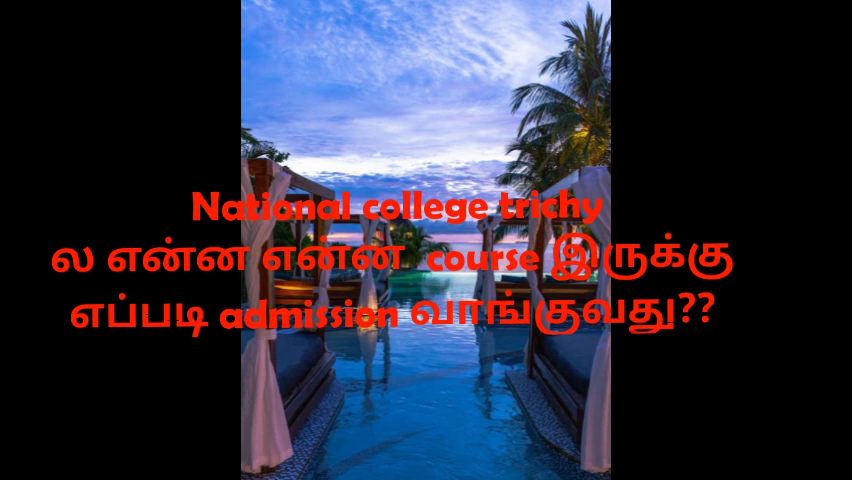 National college trichy
ல என்ன என்ன course இருக்கு
எப்படி admission வாங்குவது??